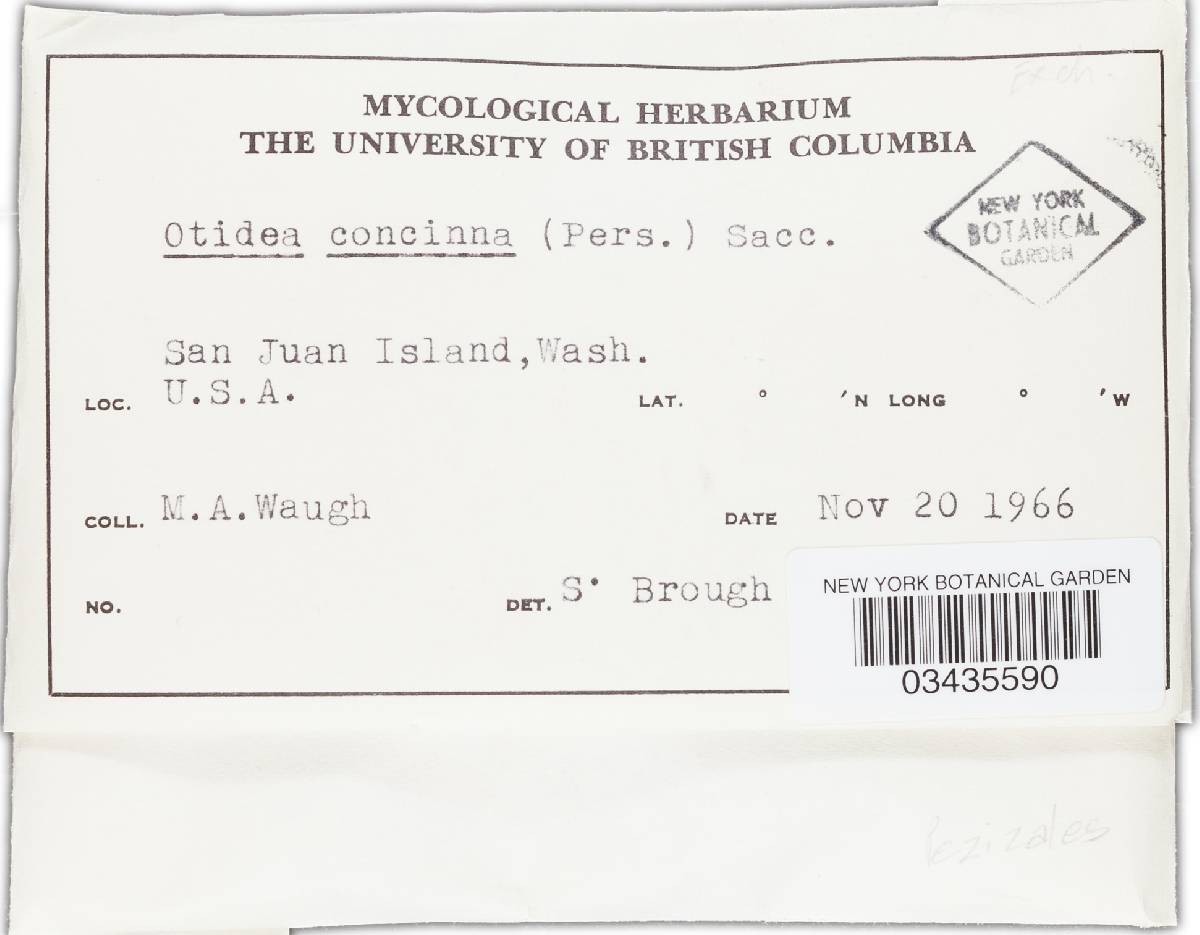 Exch.
MYCOLOGICAL HERBARIUM
THE UNIVERSITY OF BRITISH COLUMBIA
Otidea concinna (Pers.) Sacc.
NEW YORK
BOTANICAL
GARDEN
San Juan Island,Wash.
LOC. U.S.A. LAT. ° ′N LONG ° ′W
COLL. M.A.Waugh DATE Nov 20 1966
NO. DET. S· Brough
NEW YORK BOTANICAL GARDEN
03435590
Pezizales